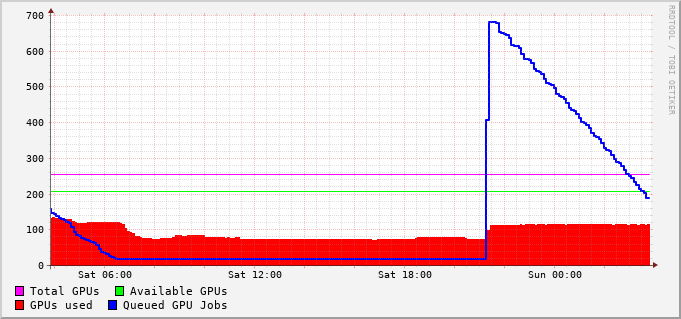 RRDTOOL / TOBI OETIKER
700
600
500
400
300
200
100
0
Sat 06:00 Sat 12:00 Sat 18:00 Sun 00:00
Total GPUs Available GPUs
GPUs used Queued GPU Jobs